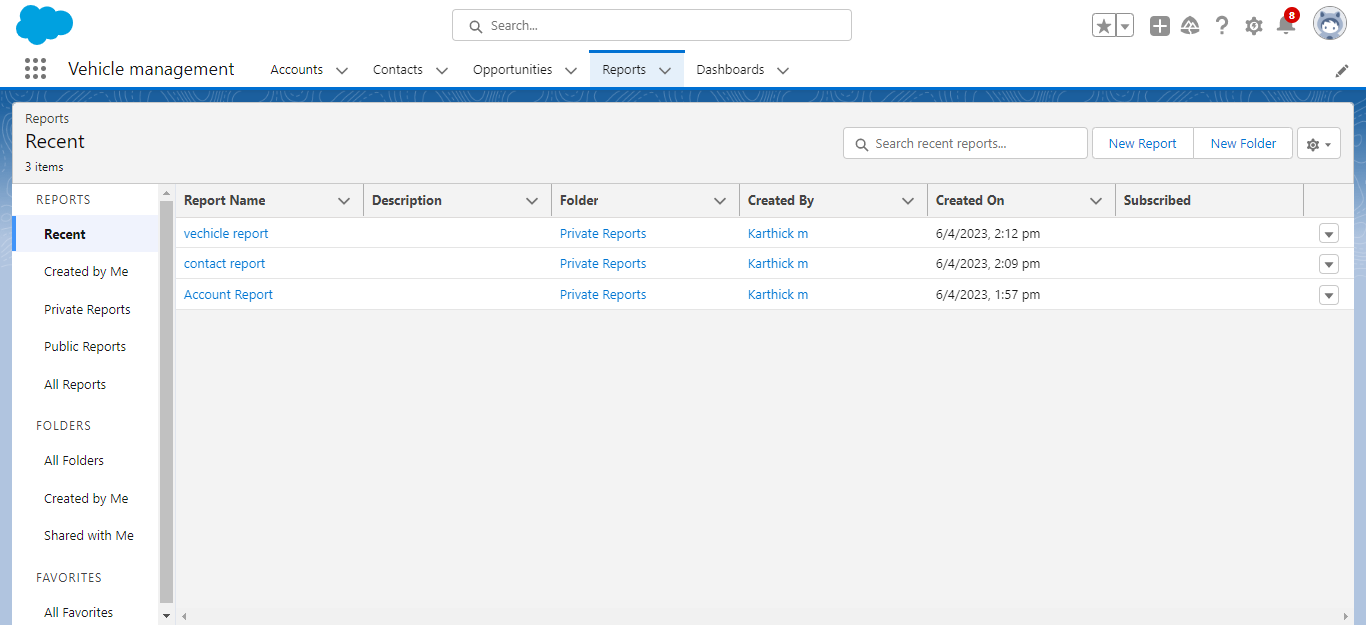 Search...
8
Vehicle management Accounts Contacts Opportunities Reports Dashboards
Reports
Recent
3 items
Search recent reports...
New Report New Folder
REPORTS
Recent
Created by Me
Private Reports
Public Reports
All Reports
FOLDERS
All Folders
Created by Me
Shared with Me
FAVORITES
All Favorites
Report Name Description Folder Created By Created On Subscribed
vechicle report Private Reports Karthick m 6/4/2023, 2:12 pm
contact report Private Reports Karthick m 6/4/2023, 2:09 pm
Account Report Private Reports Karthick m 6/4/2023, 1:57 pm